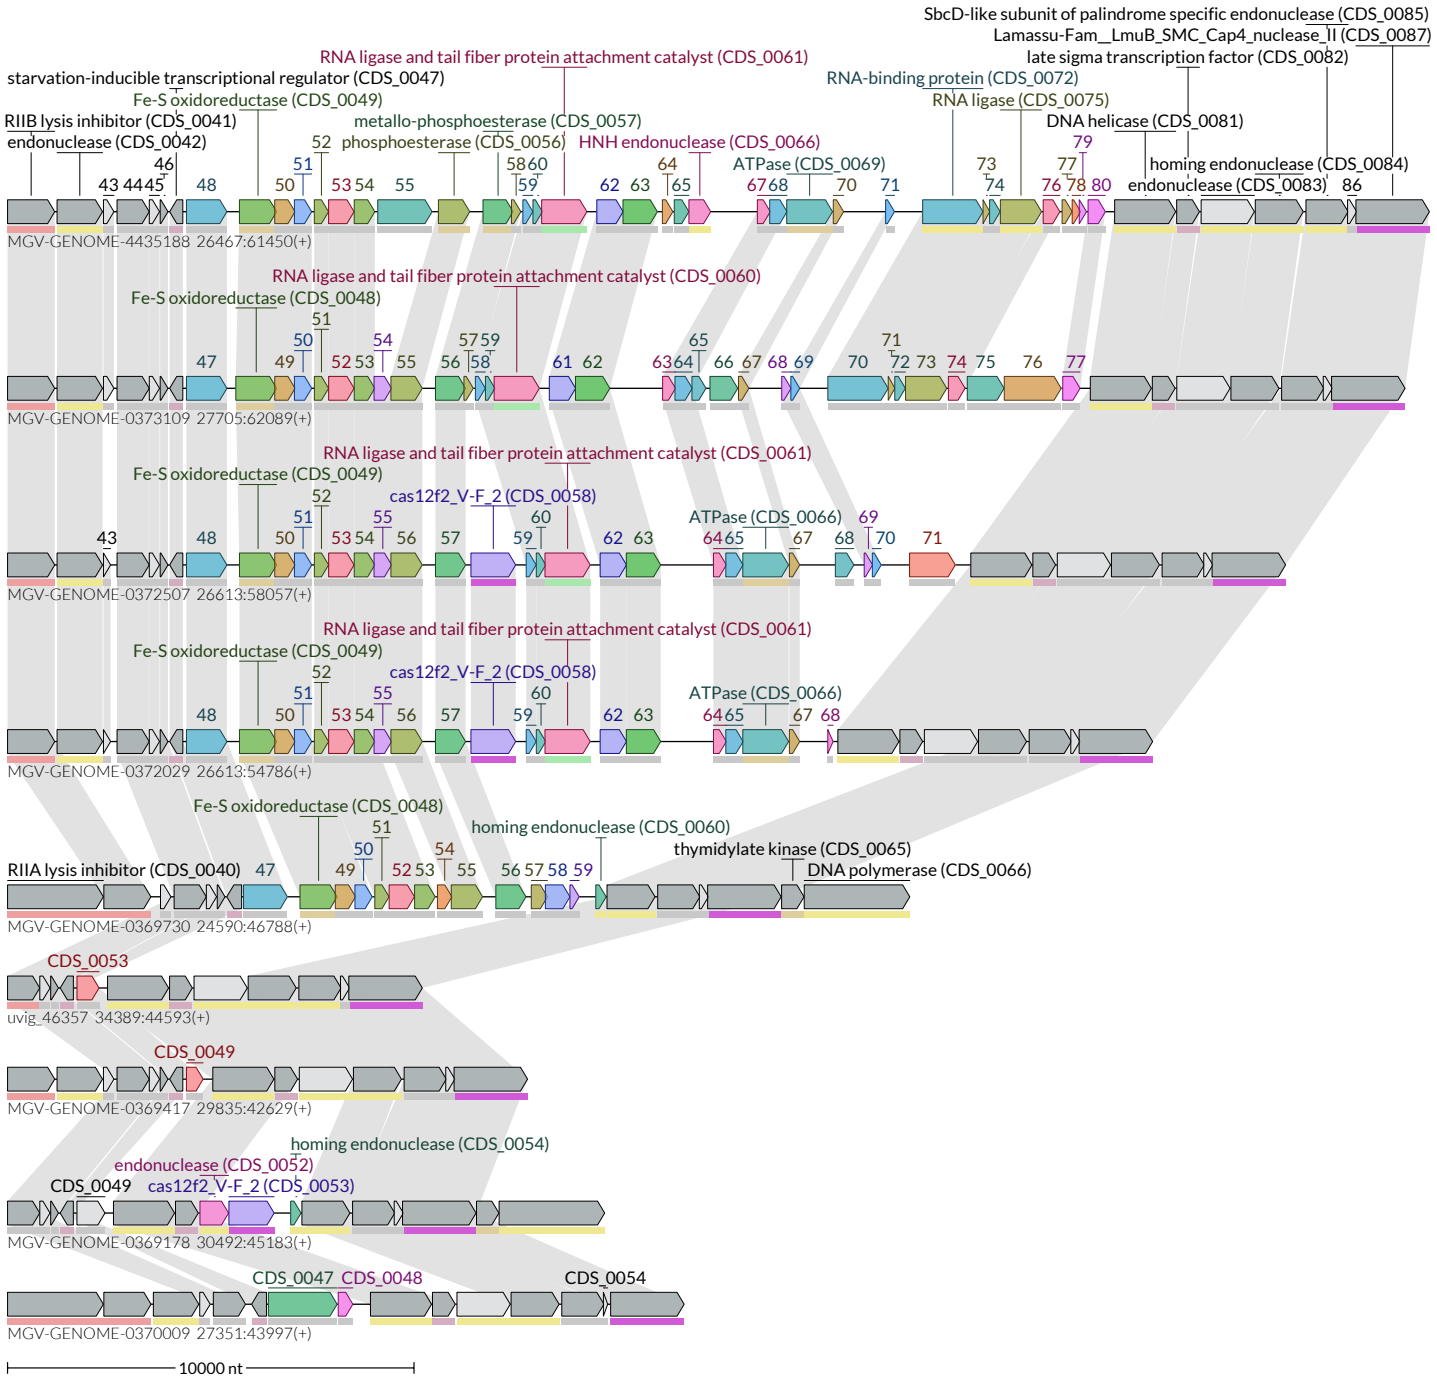 SbcD-like subunit of palindrome specific endonuclease (CDS_0085)
Lamassu-Fam__LmuB_SMC_Cap4_nuclease_II (CDS_0087)
RNA ligase and tail fiber protein attachment catalyst (CDS_0061) late sigma transcription factor (CDS_0082)
starvation-inducible transcriptional regulator (CDS_0047) RNA-binding protein (CDS_0072)
Fe-S oxidoreductase (CDS_0049) RNA ligase (CDS_0075)
RIIB lysis inhibitor (CDS_0041) metallo-phosphoesterase (CDS_0057) DNA helicase (CDS_0081)
endonuclease (CDS_0042) 52 phosphoesterase (CDS_0056) HNH endonuclease (CDS_0066) 79
46 51 58 60 64 ATPase (CDS_0069) 73 77 homing endonuclease (CDS_0084)
43 44 45 48 50 53 54 55 59 62 63 65 67 68 70 71 74 76 78 80 endonuclease (CDS_0083) 86
MGV-GENOME-4435188 26467:61450(+)
RNA ligase and tail fiber protein attachment catalyst (CDS_0060)
Fe-S oxidoreductase (CDS_0048)
51
50 54 57 59 65 71
47 49 52 53 55 56 58 61 62 63 64 66 67 68 69 70 72 73 74 75 76 77
MGV-GENOME-0373109 27705:62089(+)
RNA ligase and tail fiber protein attachment catalyst (CDS_0061)
Fe-S oxidoreductase (CDS_0049)
52 cas12f2_V-F_2 (CDS_0058)
51 55 60 ATPase (CDS_0066) 69
43 48 50 53 54 56 57 59 62 63 64 65 67 68 70 71
MGV-GENOME-0372507 26613:58057(+)
RNA ligase and tail fiber protein attachment catalyst (CDS_0061)
Fe-S oxidoreductase (CDS_0049)
52 cas12f2_V-F_2 (CDS_0058)
51 55 60 ATPase (CDS_0066)
48 50 53 54 56 57 59 62 63 64 65 67 68
MGV-GENOME-0372029 26613:54786(+)
Fe-S oxidoreductase (CDS_0048)
51 homing endonuclease (CDS_0060)
50 54 thymidylate kinase (CDS_0065)
RIIA lysis inhibitor (CDS_0040) 47 49 52 53 55 56 57 58 59 DNA polymerase (CDS_0066)
MGV-GENOME-0369730 24590:46788(+)
CDS_0053
uvig_46357 34389:44593(+)
CDS_0049
MGV-GENOME-0369417 29835:42629(+)
homing endonuclease (CDS_0054)
endonuclease (CDS_0052)
CDS_0049 cas12f2_V-F_2 (CDS_0053)
MGV-GENOME-0369178 30492:45183(+)
CDS_0047 CDS_0048 CDS_0054
MGV-GENOME-0370009 27351:43997(+)
10000 nt